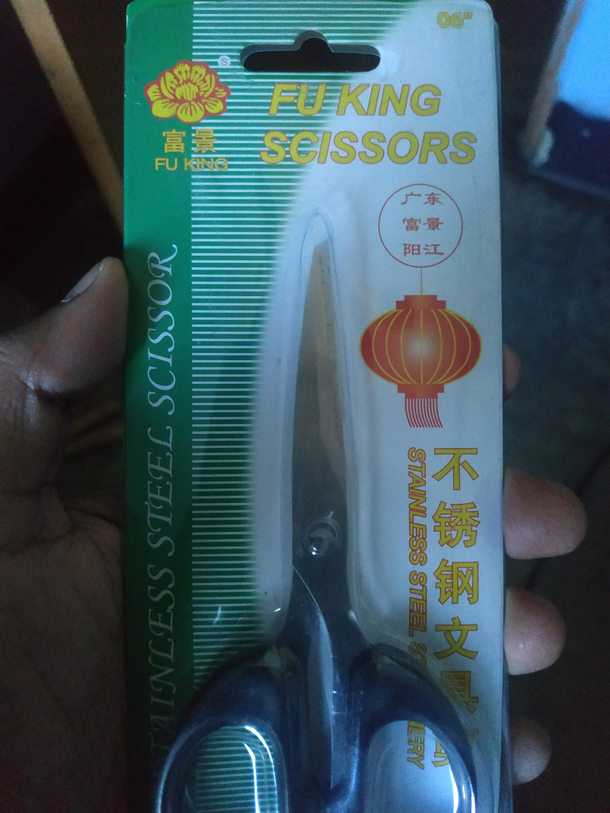 06"
®
富景
FU KING
FU KING
SCISSORS
广东
富景
阳江
STAINLESS STEEL SCISSOR
不锈钢文具
STAINLESS STEEL